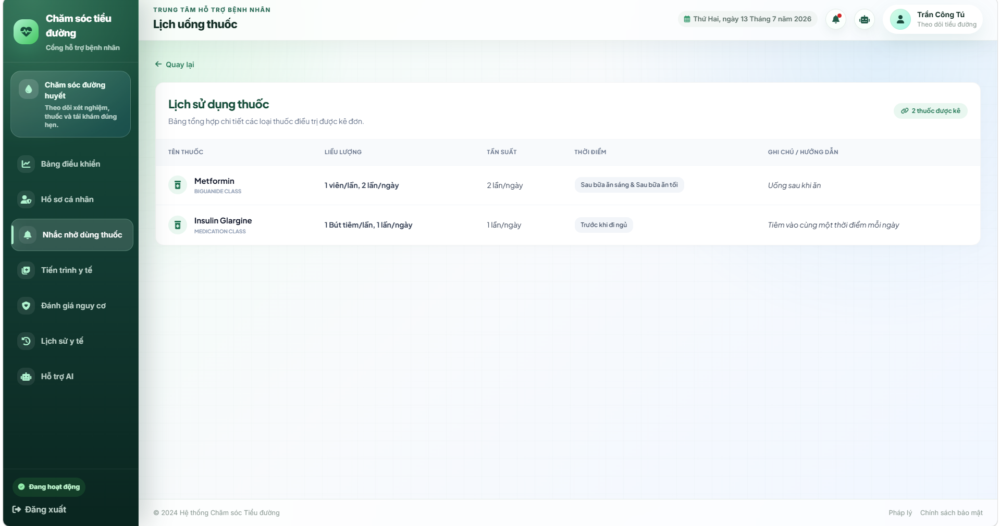 Chăm sóc tiểu
đường
Cổng hỗ trợ bệnh nhân
Chăm sóc đường
huyết
Theo dõi xét nghiệm,
thuốc và tái khám đúng
hẹn.
Bảng điều khiển
Hồ sơ cá nhân
Nhắc nhở dùng thuốc
Tiến trình y tế
Đánh giá nguy cơ
Lịch sử y tế
Hỗ trợ AI
Đang hoạt động
Đăng xuất
TRUNG TÂM HỖ TRỢ BỆNH NHÂN
Lịch uống thuốc
Thứ Hai, ngày 13 Tháng 7 năm 2026
Trần Công Tú
Theo dõi tiểu đường
Quay lại
Lịch sử dụng thuốc
Bảng tổng hợp chi tiết các loại thuốc điều trị được kê đơn.
2 thuốc được kê
TÊN THUỐC LIỀU LƯỢNG TẦN SUẤT THỜI ĐIỂM GHI CHÚ / HƯỚNG DẪN
Metformin
BIGUANIDE CLASS
1 viên/lần, 2 lần/ngày
2 lần/ngày
Sau bữa ăn sáng & Sau bữa ăn tối
Uống sau khi ăn
Insulin Glargine
MEDICATION CLASS
1 Bút tiêm/lần, 1 lần/ngày
1 lần/ngày
Trước khi đi ngủ
Tiêm vào cùng một thời điểm mỗi ngày
© 2024 Hệ thống Chăm sóc Tiểu đường
Pháp lý Chính sách bảo mật